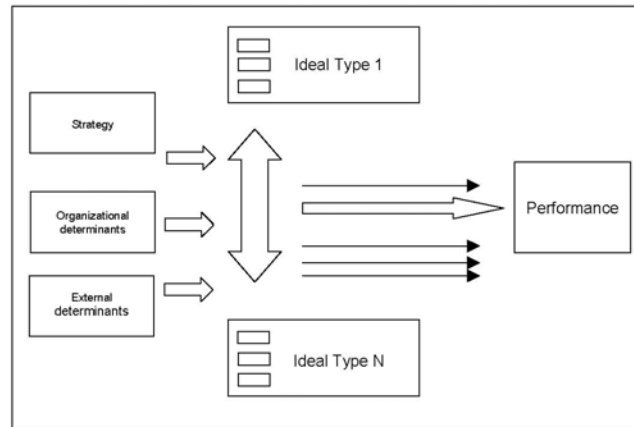 Ideal Type 1
Strategy
Organizational
determinants
Performance
External
determinants
Ideal Type N